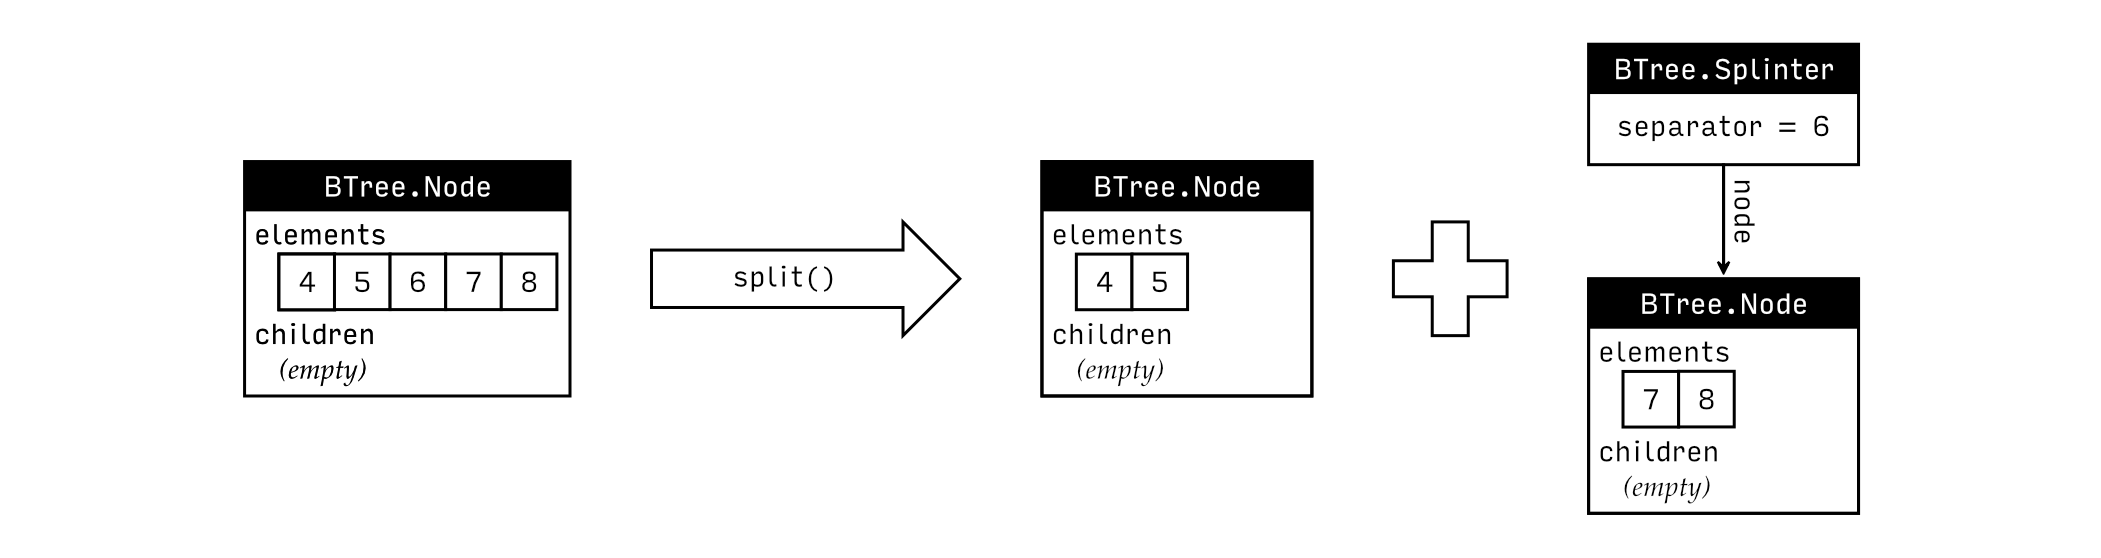 BTree.Node
elements
4 5 6 7 8
children
(empty)
split()
BTree.Node
elements
4 5
children
(empty)
BTree.Splinter
separator = 6
node
BTree.Node
elements
7 8
children
(empty)